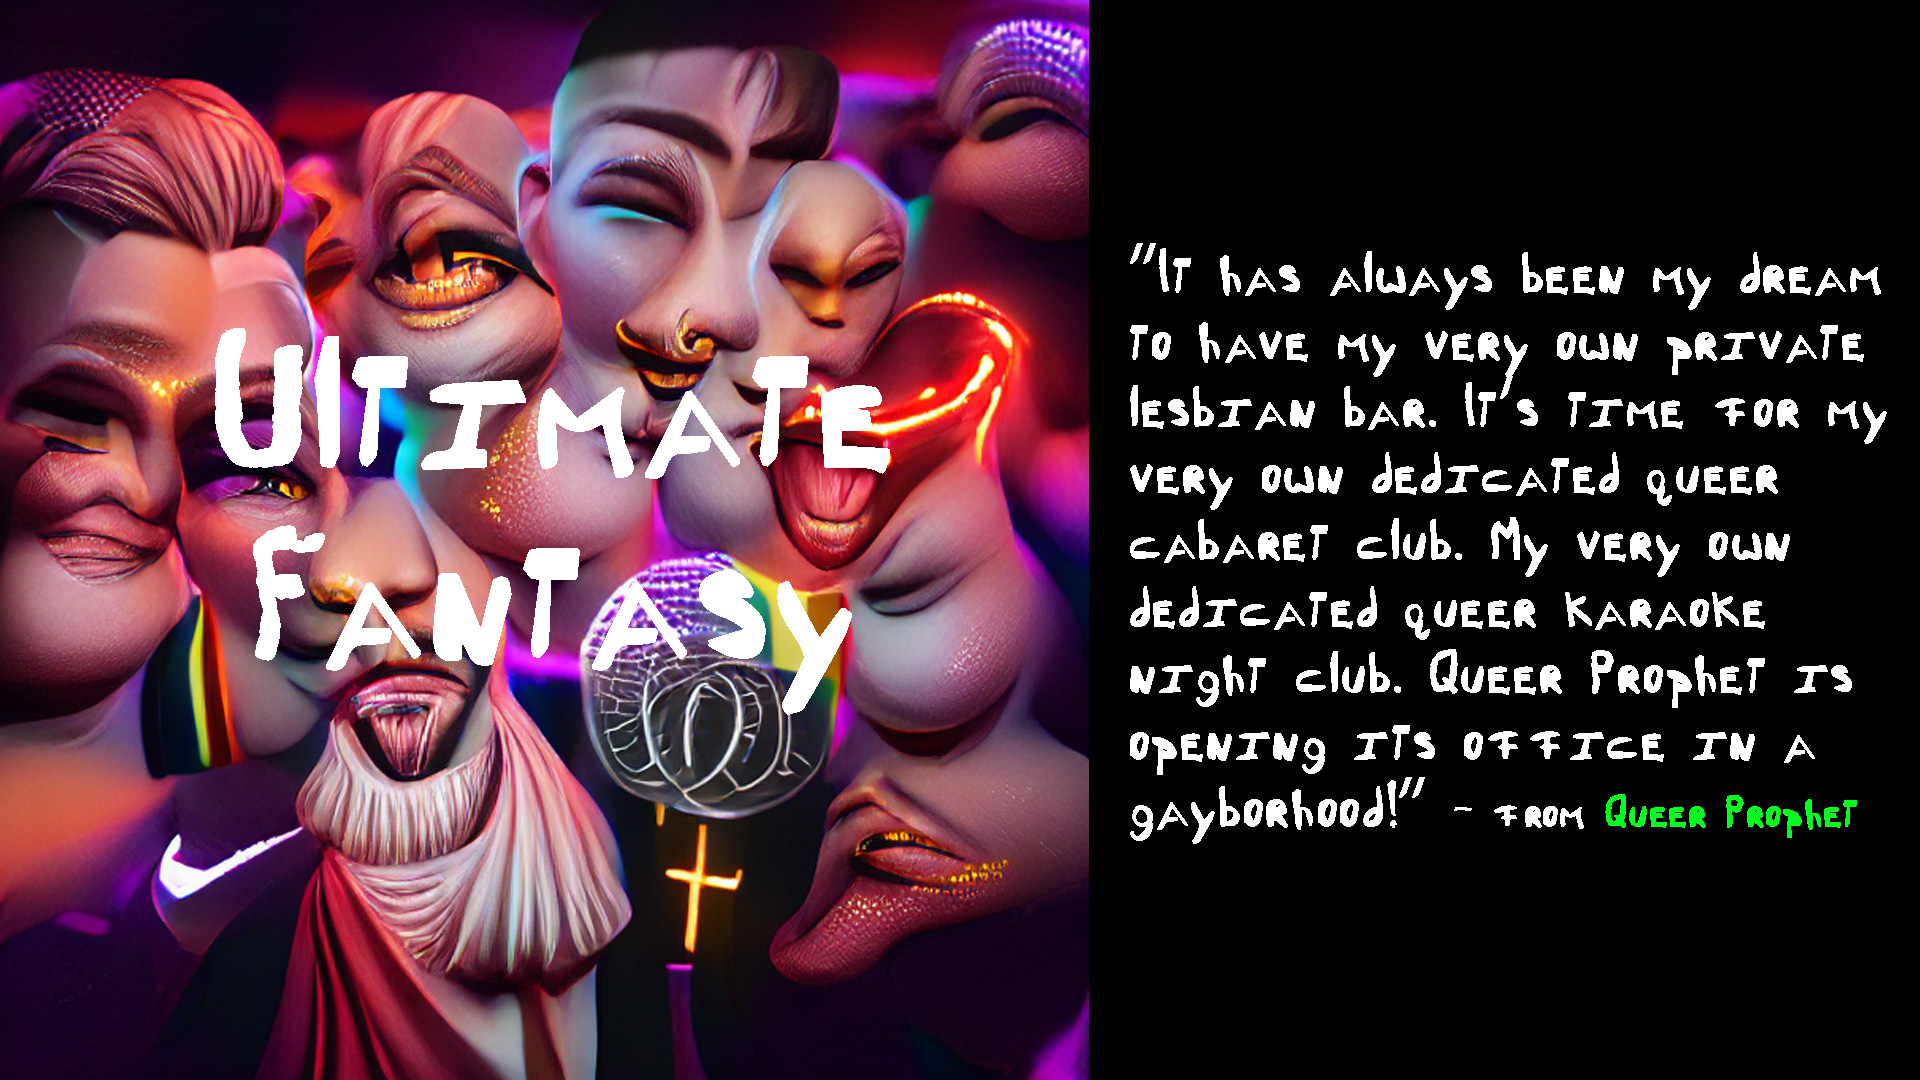 Ultimate
Fantasy
"It has always been my dream
to have my very own private
lesbian bar. It's time for my
very own dedicated queer
cabaret club. My very own
dedicated queer karaoke
night club. Queer Prophet is
opening its office in a
gayborhood!" - from Queer Prophet